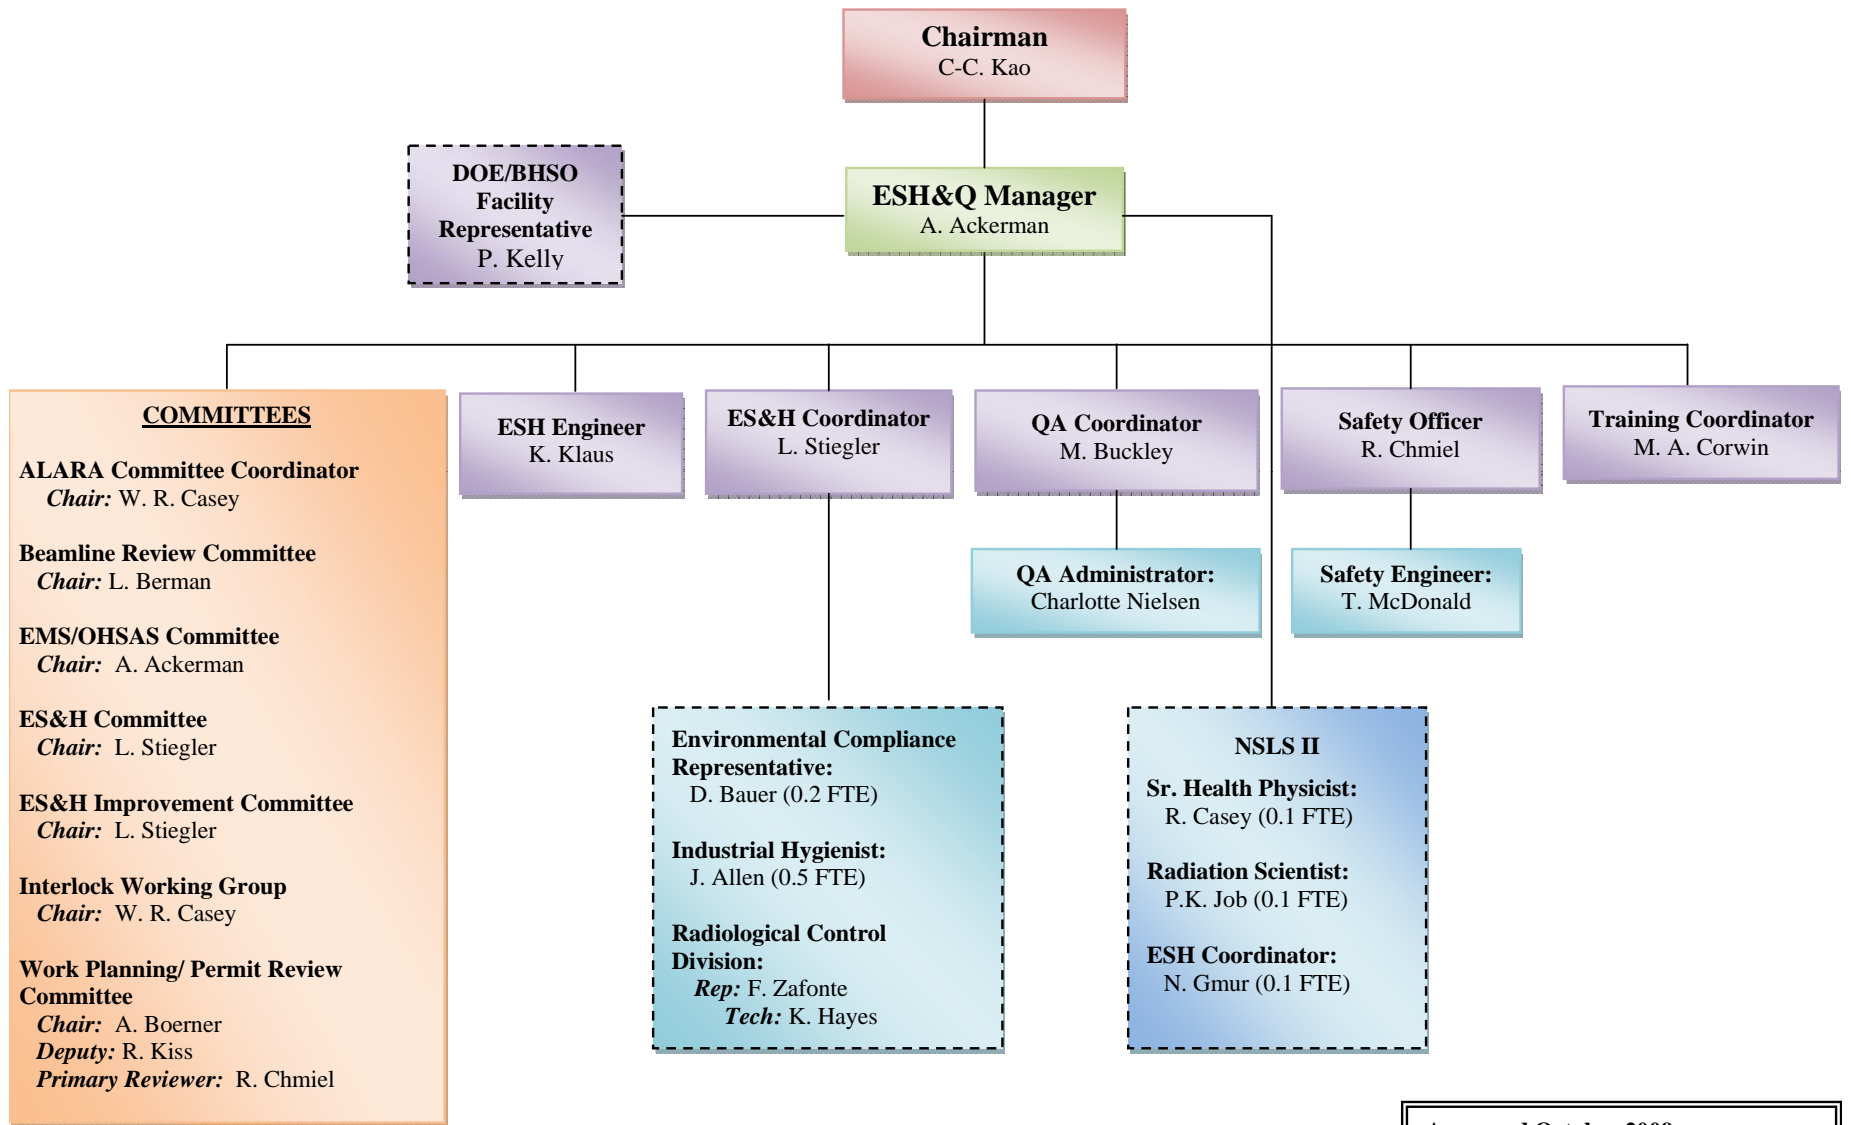 Chairman
C-C. Kao
DOE/BHSO
Facility
Representative
P. Kelly
ESH&Q Manager
A. Ackerman
COMMITTEES
ALARA Committee Coordinator
Chair: W. R. Casey
Beamline Review Committee
Chair: L. Berman
EMS/OHSAS Committee
Chair: A. Ackerman
ES&H Committee
Chair: L. Stiegler
ES&H Improvement Committee
Chair: L. Stiegler
Interlock Working Group
Chair: W. R. Casey
Work Planning/ Permit Review
Committee
Chair: A. Boerner
Deputy: R. Kiss
Primary Reviewer: R. Chmiel
ESH Engineer
K. Klaus
ES&H Coordinator
L. Stiegler
QA Coordinator
M. Buckley
Safety Officer
R. Chmiel
Training Coordinator
M. A. Corwin
QA Administrator:
Charlotte Nielsen
Safety Engineer:
T. McDonald
Environmental Compliance
Representative:
D. Bauer (0.2 FTE)
Industrial Hygienist:
J. Allen (0.5 FTE)
Radiological Control
Division:
Rep: F. Zafonte
Tech: K. Hayes
NSLS II
Sr. Health Physicist:
R. Casey (0.1 FTE)
Radiation Scientist:
P.K. Job (0.1 FTE)
ESH Coordinator:
N. Gmur (0.1 FTE)
October 2009